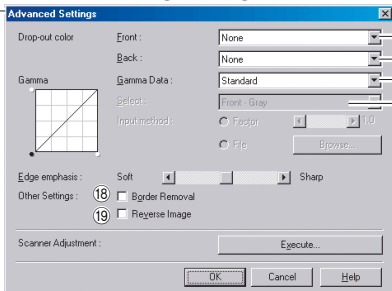 Advanced Settings
Drop-out color Front : None
Back : None
Gamma Gamma Data : Standard
Select : Front - Gray
Input method : Factor 1.0
File Browse...
Edge emphasis : Soft Sharp
Other Settings : 18 Border Removal
19 Reverse Image
Scanner Adjustment : Execute...
OK Cancel Help